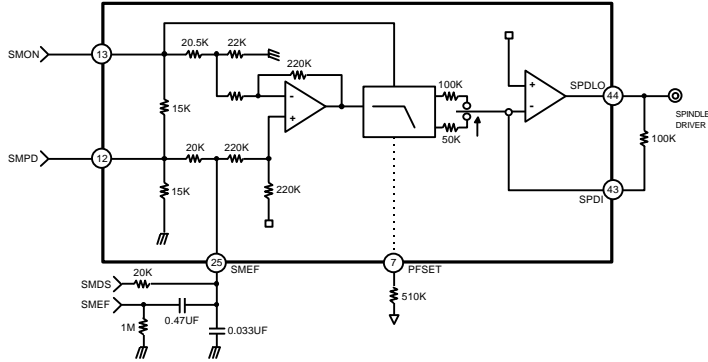 SMON
13
20.5K
22K
220K
15K
-
+
100K
50K
+
-
SPDLO
44
SPINDLE
DRIVER
100K
SMPD
12
20K
220K
15K
220K
43
SPDI
25
SMEF
7
PFSET
SMDS
20K
SMEF
1M
0.47UF
0.033UF
510K